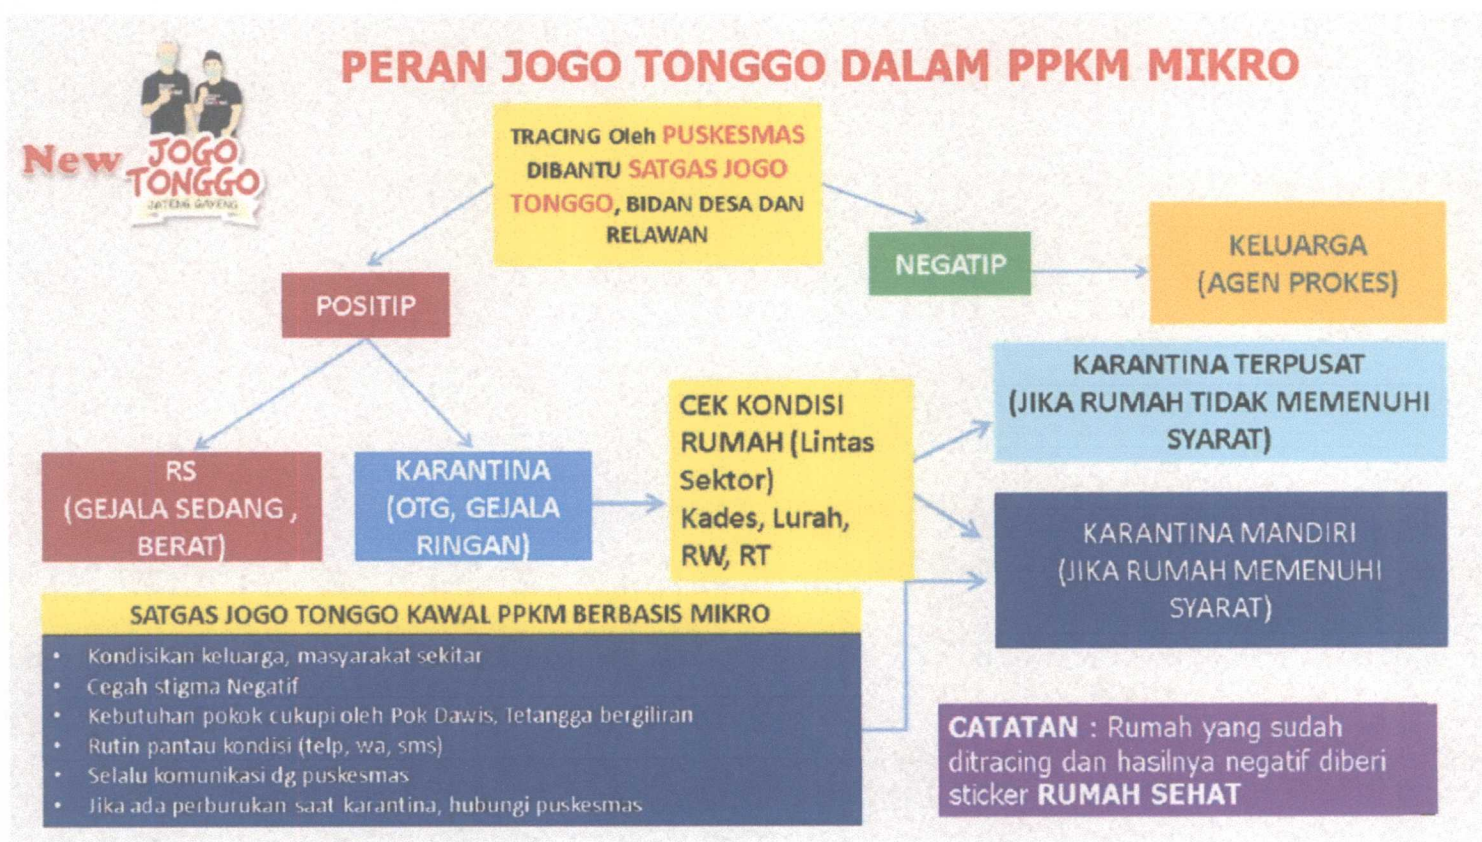 PERAN JOGO TONGGO DALAM PPKM MIKRO
New JOGO
TONGGO
JATENG GAYENG
TRACING Oleh PUSKESMAS
DIBANTU SATGAS JOGO
TONGGO, BIDAN DESA DAN
RELAWAN
POSITIP
NEGATIP
KELUARGA
(AGEN PROKES)
RS
(GEJALA SEDANG ,
BERAT)
KARANTINA
(OTG, GEJALA
RINGAN)
CEK KONDISI
RUMAH (Lintas
Sektor)
Kades, Lurah,
RW, RT
KARANTINA TERPUSAT
(JIKA RUMAH TIDAK MEMENUHI
SYARAT)
KARANTINA MANDIRI
(JIKA RUMAH MEMENUHI
SYARAT)
SATGAS JOGO TONGGO KAWAL PPKM BERBASIS MIKRO
• Kondisikan keluarga, masyarakat sekitar
• Cegah stigma Negatif
• Kebutuhan pokok cukupi oleh Pok Dawis, Tetangga bergiliran
• Rutin pantau kondisi (telp, wa, sms)
• Selalu komunikasi dg puskesmas
• Jika ada perburukan saat karantina, hubungi puskesmas
CATATAN : Rumah yang sudah
ditracing dan hasilnya negatif diberi
sticker RUMAH SEHAT